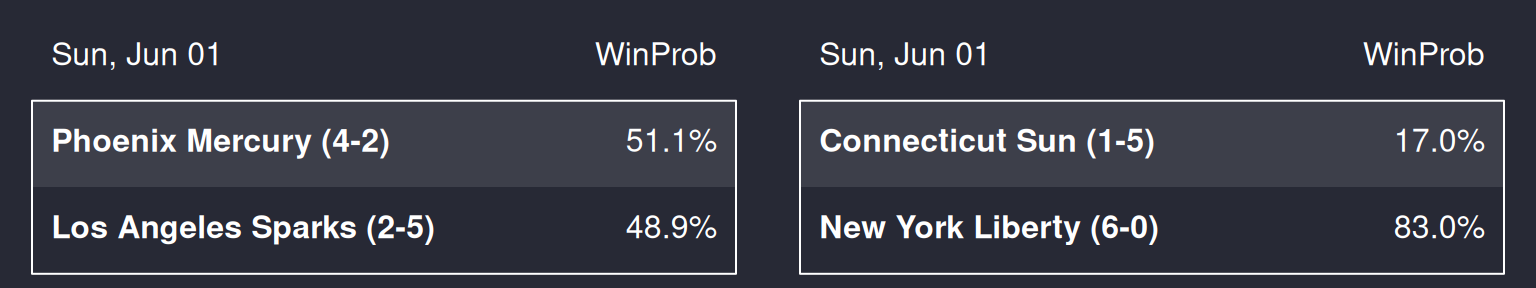 Sun, Jun 01 WinProb
Phoenix Mercury (4-2) 51.1%
Los Angeles Sparks (2-5) 48.9%
Sun, Jun 01 WinProb
Connecticut Sun (1-5) 17.0%
New York Liberty (6-0) 83.0%